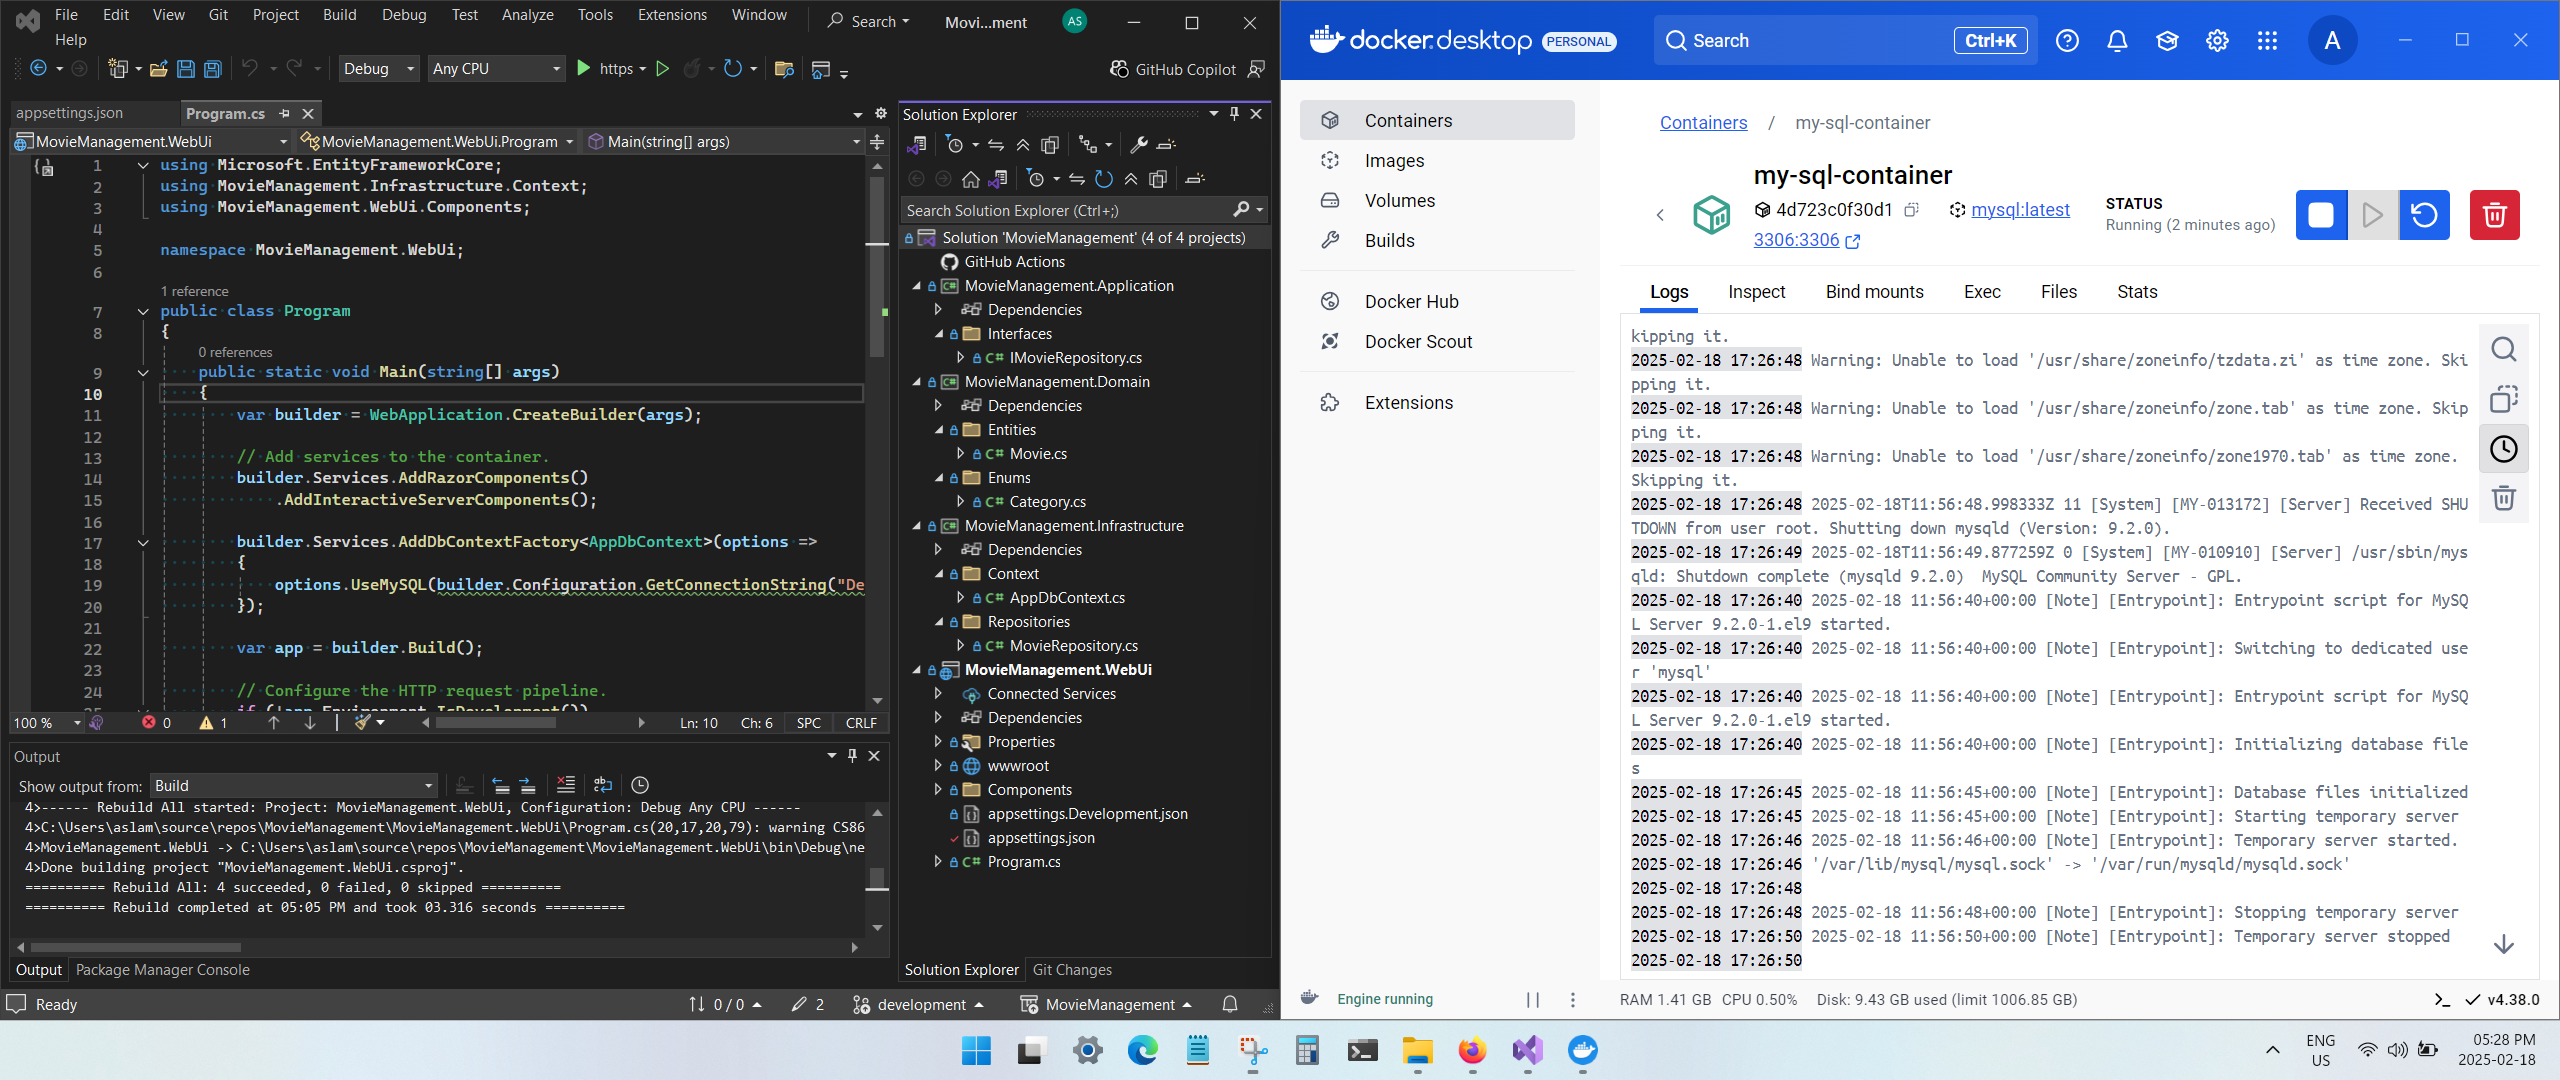 File Edit View Git Project Build Debug Test Analyze Tools Extensions Window Search Movi...ment AS
Help
Debug Any CPU https GitHub Copilot
appsettings.json Program.cs
MovieManagement.WebUi MovieManagement.WebUi.Program Main(string[] args)
1 using Microsoft.EntityFrameworkCore;
2 using MovieManagement.Infrastructure.Context;
3 using MovieManagement.WebUi.Components;
4
5 namespace MovieManagement.WebUi;
6
1 reference
7 public class Program
8 {
0 references
9 public static void Main(string[] args)
10 {
11 var builder = WebApplication.CreateBuilder(args);
12
13 // Add services to the container.
14 builder.Services.AddRazorComponents()
15 .AddInteractiveServerComponents();
16
17 builder.Services.AddDbContextFactory<AppDbContext>(options =>
18 {
19 options.UseMySQL(builder.Configuration.GetConnectionString("De
20 });
21
22 var app = builder.Build();
23
24 // Configure the HTTP request pipeline.
100 % 0 1 Ln: 10 Ch: 6 SPC CRLF
Output
Show output from: Build
4>------ Rebuild All started: Project: MovieManagement.WebUi, Configuration: Debug Any CPU ------
4>C:\Users\aslam\source\repos\MovieManagement\MovieManagement.WebUi\Program.cs(20,17,20,79): warning CS86
4>MovieManagement.WebUi -> C:\Users\aslam\source\repos\MovieManagement\MovieManagement.WebUi\bin\Debug\ne
4>Done building project "MovieManagement.WebUi.csproj".
========== Rebuild All: 4 succeeded, 0 failed, 0 skipped ==========
========== Rebuild completed at 05:05 PM and took 03.316 seconds ==========
Output Package Manager Console
Solution Explorer
Search Solution Explorer (Ctrl+;)
Solution 'MovieManagement' (4 of 4 projects)
GitHub Actions
MovieManagement.Application
Dependencies
Interfaces
C# IMovieRepository.cs
MovieManagement.Domain
Dependencies
Entities
C# Movie.cs
Enums
C# Category.cs
MovieManagement.Infrastructure
Dependencies
Context
C# AppDbContext.cs
Repositories
C# MovieRepository.cs
MovieManagement.WebUi
Connected Services
Dependencies
Properties
wwwroot
Components
appsettings.Development.json
appsettings.json
C# Program.cs
Solution Explorer Git Changes
Ready 0 / 0 2 development MovieManagement
docker.desktop PERSONAL Search Ctrl+K A
Containers
Images
Volumes
Builds
Docker Hub
Docker Scout
Extensions
Containers / my-sql-container
my-sql-container
4d723c0f30d1 mysql:latest
3306:3306
STATUS
Running (2 minutes ago)
Logs Inspect Bind mounts Exec Files Stats
kipping it.
2025-02-18 17:26:48 Warning: Unable to load '/usr/share/zoneinfo/tzdata.zi' as time zone. Ski
pping it.
2025-02-18 17:26:48 Warning: Unable to load '/usr/share/zoneinfo/zone.tab' as time zone. Skip
ping it.
2025-02-18 17:26:48 Warning: Unable to load '/usr/share/zoneinfo/zone1970.tab' as time zone.
Skipping it.
2025-02-18 17:26:48 2025-02-18T11:56:48.998333Z 11 [System] [MY-013172] [Server] Received SHU
TDOWN from user root. Shutting down mysqld (Version: 9.2.0).
2025-02-18 17:26:49 2025-02-18T11:56:49.877259Z 0 [System] [MY-010910] [Server] /usr/sbin/mys
qld: Shutdown complete (mysqld 9.2.0) MySQL Community Server - GPL.
2025-02-18 17:26:40 2025-02-18 11:56:40+00:00 [Note] [Entrypoint]: Entrypoint script for MySQ
L Server 9.2.0-1.el9 started.
2025-02-18 17:26:40 2025-02-18 11:56:40+00:00 [Note] [Entrypoint]: Switching to dedicated use
r 'mysql'
2025-02-18 17:26:40 2025-02-18 11:56:40+00:00 [Note] [Entrypoint]: Entrypoint script for MySQ
L Server 9.2.0-1.el9 started.
2025-02-18 17:26:40 2025-02-18 11:56:40+00:00 [Note] [Entrypoint]: Initializing database file
s
2025-02-18 17:26:45 2025-02-18 11:56:45+00:00 [Note] [Entrypoint]: Database files initialized
2025-02-18 17:26:45 2025-02-18 11:56:45+00:00 [Note] [Entrypoint]: Starting temporary server
2025-02-18 17:26:46 2025-02-18 11:56:46+00:00 [Note] [Entrypoint]: Temporary server started.
2025-02-18 17:26:46 '/var/lib/mysql/mysql.sock' -> '/var/run/mysqld/mysqld.sock'
2025-02-18 17:26:48
2025-02-18 17:26:48 2025-02-18 11:56:48+00:00 [Note] [Entrypoint]: Stopping temporary server
2025-02-18 17:26:50 2025-02-18 11:56:50+00:00 [Note] [Entrypoint]: Temporary server stopped
2025-02-18 17:26:50
Engine running RAM 1.41 GB CPU 0.50% Disk: 9.43 GB used (limit 1006.85 GB) v4.38.0
ENG
US
05:28 PM
2025-02-18